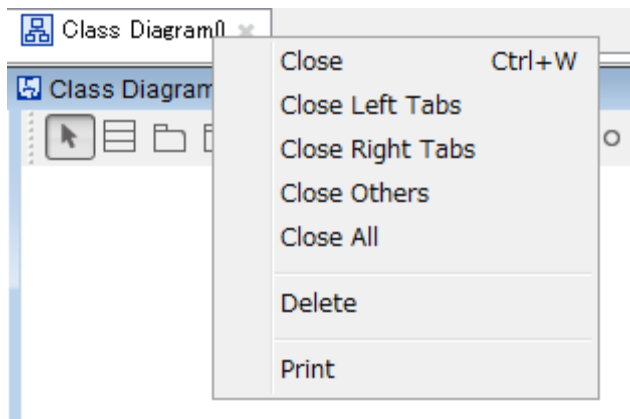 Class Diagram0
Close Ctrl+W
Class Diagram
Close Left Tabs
Close Right Tabs
Close Others
Close All
Delete
Print